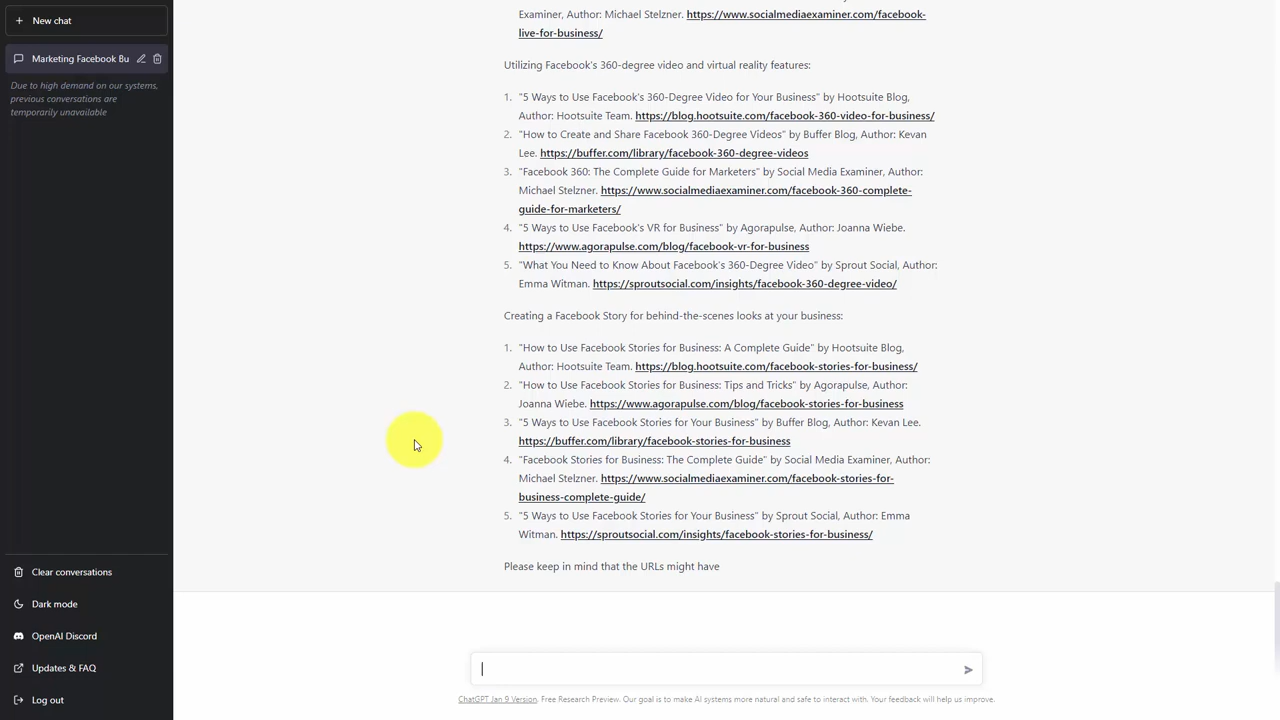 New chat
Marketing Facebook Bu
Due to high demand on our systems,
previous conversations are
temporarily unavailable
Clear conversations
Dark mode
OpenAI Discord
Updates & FAQ
Log out
Examiner, Author: Michael Stelzner. https://www.socialmediaexaminer.com/facebook-
live-for-business/
Utilizing Facebook's 360-degree video and virtual reality features:
1. "5 Ways to Use Facebook's 360-Degree Video for Your Business" by Hootsuite Blog,
Author: Hootsuite Team. https://blog.hootsuite.com/facebook-360-video-for-business/
2. "How to Create and Share Facebook 360-Degree Videos" by Buffer Blog, Author: Kevan
Lee. https://buffer.com/library/facebook-360-degree-videos
3. "Facebook 360: The Complete Guide for Marketers" by Social Media Examiner, Author:
Michael Stelzner. https://www.socialmediaexaminer.com/facebook-360-complete-
guide-for-marketers/
4. "5 Ways to Use Facebook's VR for Business" by Agorapulse, Author: Joanna Wiebe.
https://www.agorapulse.com/blog/facebook-vr-for-business
5. "What You Need to Know About Facebook's 360-Degree Video" by Sprout Social, Author:
Emma Witman. https://sproutsocial.com/insights/facebook-360-degree-video/
Creating a Facebook Story for behind-the-scenes looks at your business:
1. "How to Use Facebook Stories for Business: A Complete Guide" by Hootsuite Blog,
Author: Hootsuite Team. https://blog.hootsuite.com/facebook-stories-for-business/
2. "How to Use Facebook Stories for Business: Tips and Tricks" by Agorapulse, Author:
Joanna Wiebe. https://www.agorapulse.com/blog/facebook-stories-for-business
3. "5 Ways to Use Facebook Stories for Your Business" by Buffer Blog, Author: Kevan Lee.
https://buffer.com/library/facebook-stories-for-business
4. "Facebook Stories for Business: The Complete Guide" by Social Media Examiner, Author:
Michael Stelzner. https://www.socialmediaexaminer.com/facebook-stories-for-
business-complete-guide/
5. "5 Ways to Use Facebook Stories for Your Business" by Sprout Social, Author: Emma
Witman. https://sproutsocial.com/insights/facebook-stories-for-business/
Please keep in mind that the URLs might have
ChatGPT Jan 9 Version. Free Research Preview. Our goal is to make AI systems more natural and safe to interact with. Your feedback will help us improve.